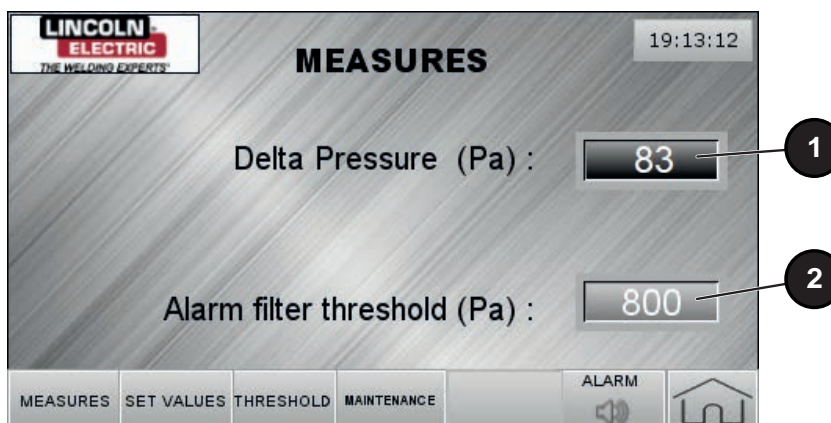 LINCOLN
ELECTRIC
THE WELDING EXPERTS®
MEASURES
19:13:12
Delta Pressure (Pa) :
83
1
Alarm filter threshold (Pa) :
800
2
MEASURES
SET VALUES
THRESHOLD
MAINTENANCE
ALARM